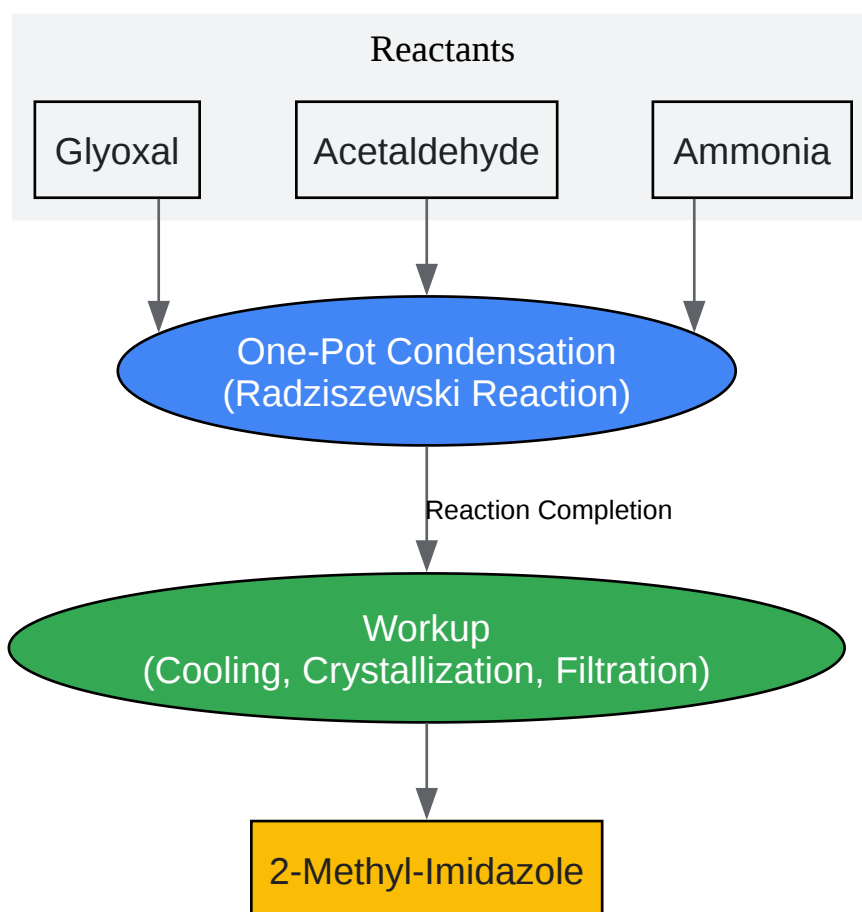 Reactants
Glyoxal
Acetaldehyde
Ammonia
One-Pot Condensation
(Radziszewski Reaction)
Reaction Completion
Workup
(Cooling, Crystallization, Filtration)
2-Methyl-Imidazole